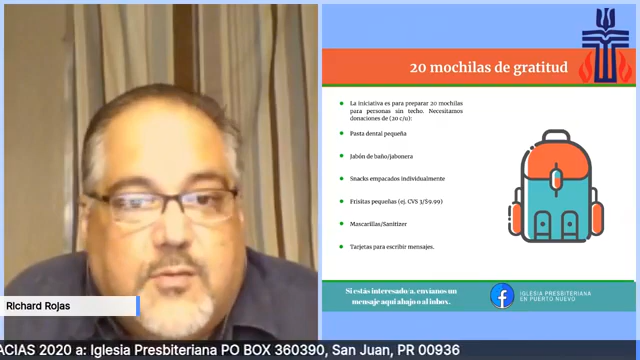 20 mochilas de gratitud
La iniciativa es para preparar 20 mochilas
para personas sin techo. Necesitamos
donaciones de (20 c/u):
Pasta dental pequeña
Jabón de baño/jabonera
Snacks empacados individualmente
Frisitas pequeñas (ej. CVS 3/$9.99)
Mascarillas/Sanitizer
Tarjetas para escribir mensajes.
Si estás interesado/a, envíanos un
mensaje aquí abajo o al inbox.
IGLESIA PRESBITERIANA
EN PUERTO NUEVO
Richard Rojas
ACIAS 2020 a: Iglesia Presbiteriana PO BOX 360390, San Juan, PR 00936